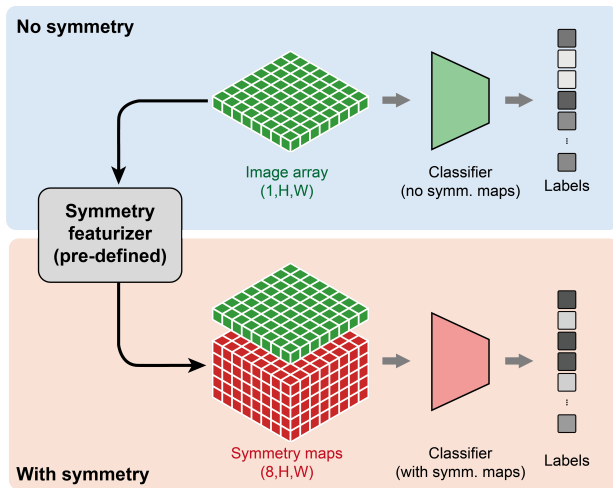 No symmetry
Image array
(1,H,W)
Classifier
(no symm. maps)
...
Labels
Symmetry
featurizer
(pre-defined)
Symmetry maps
(8,H,W)
Classifier
(with symm. maps)
...
Labels
With symmetry